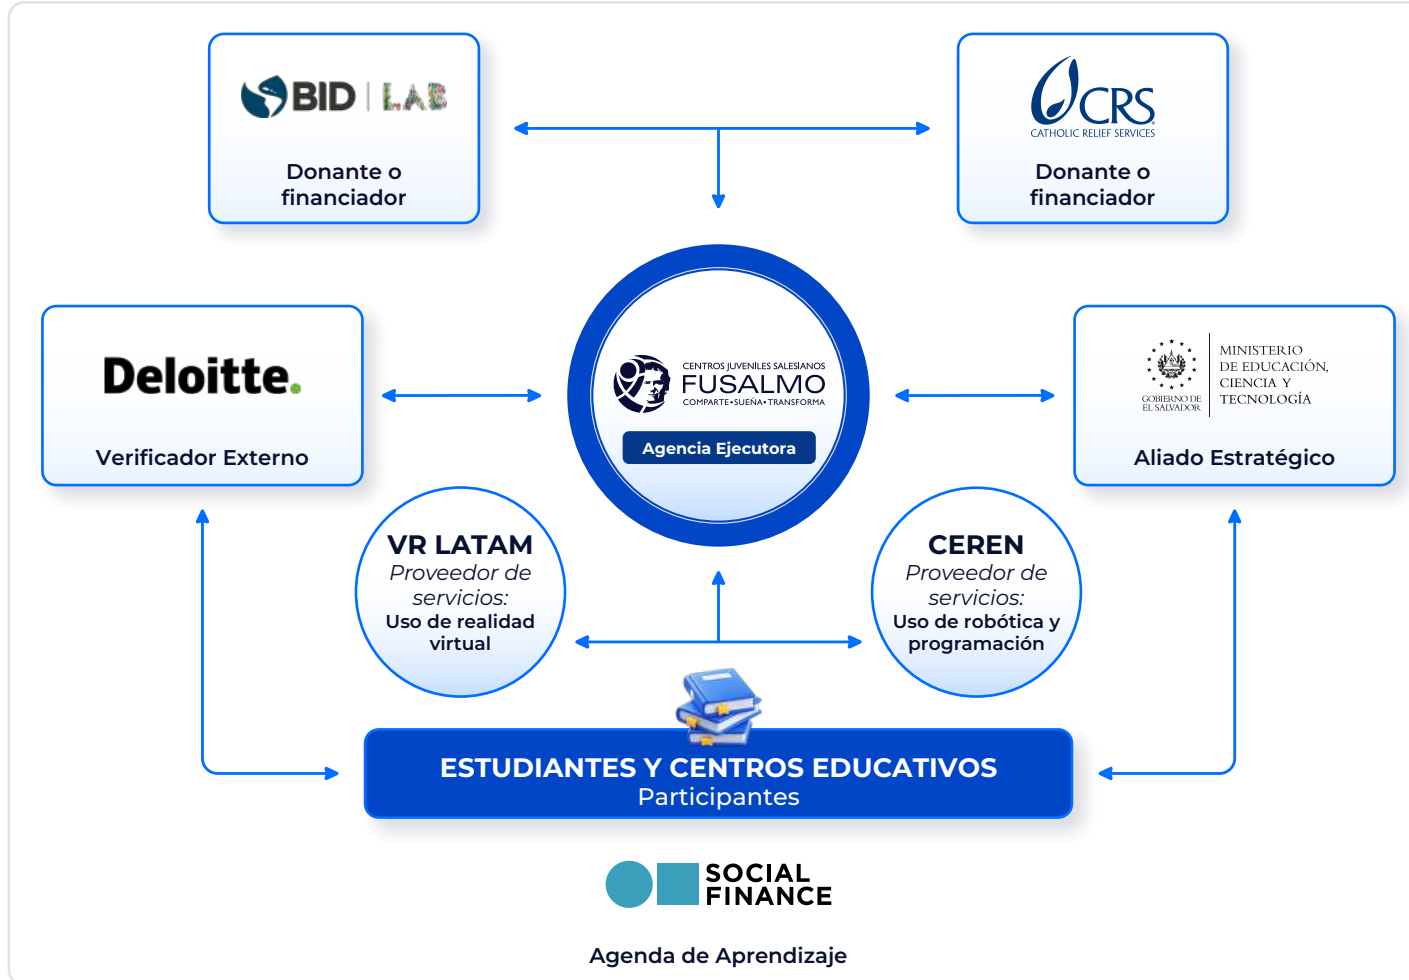 BID | LAB
Donante o
financiador
CRS
CATHOLIC RELIEF SERVICES
Donante o
financiador
Deloitte.
Verificador Externo
CENTROS JUVENILES SALESIANOS
FUSALMO
COMPARTE•SUEÑA•TRANSFORMA
Agencia Ejecutora
GOBIERNO DE
EL SALVADOR
MINISTERIO
DE EDUCACIÓN,
CIENCIA Y
TECNOLOGÍA
Aliado Estratégico
VR LATAM
Proveedor de
servicios:
Uso de realidad
virtual
CEREN
Proveedor de
servicios:
Uso de robótica y
programación
ESTUDIANTES Y CENTROS EDUCATIVOS
Participantes
SOCIAL
FINANCE
Agenda de Aprendizaje